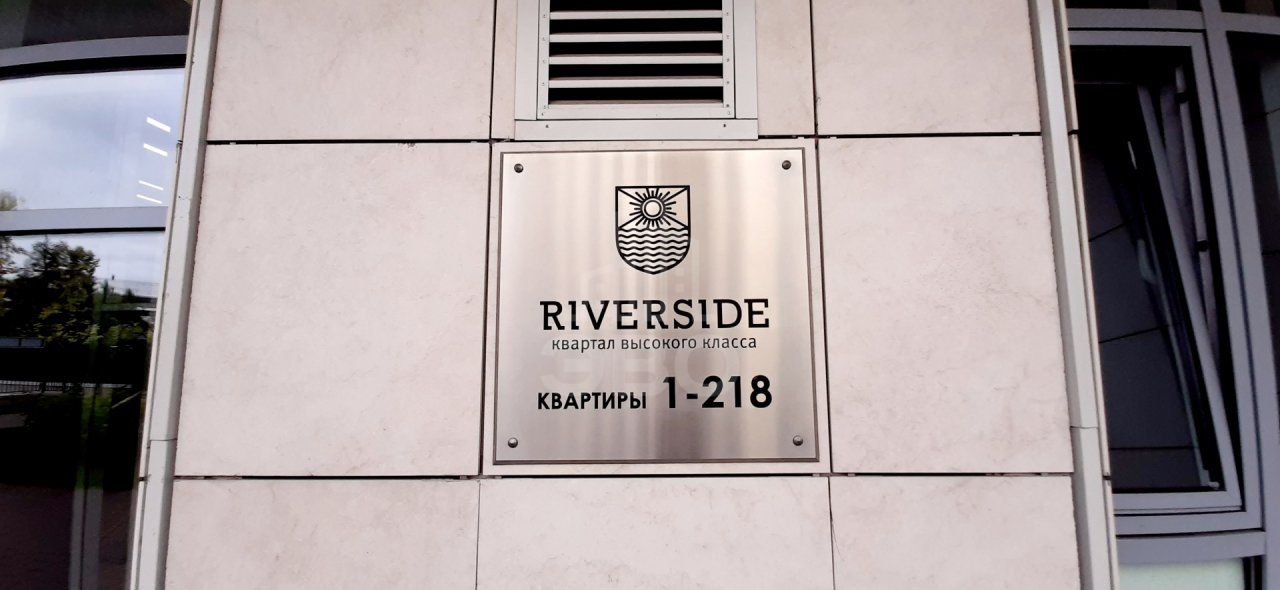 RIVERSIDE
квартал высокого класса
КВАРТИРЫ 1-218